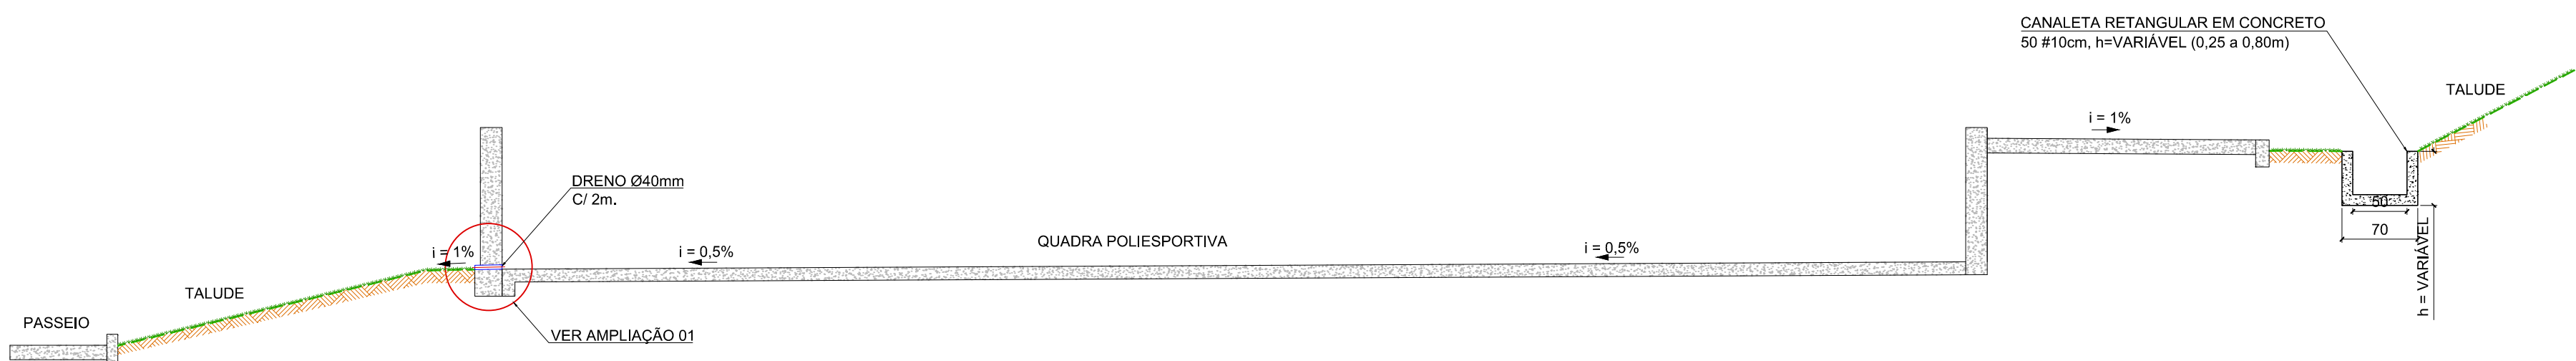 CANALETA RETANGULAR EM CONCRETO
50 #10cm, h=VARIÁVEL (0,25 a 0,80m)
TALUDE
i = 1%
DRENO Ø40mm
C/ 2m.
i = 1%
i = 0,5%
QUADRA POLIESPORTIVA
i = 0,5%
50
70
h = VARIÁVEL
TALUDE
PASSEIO
VER AMPLIAÇÃO 01